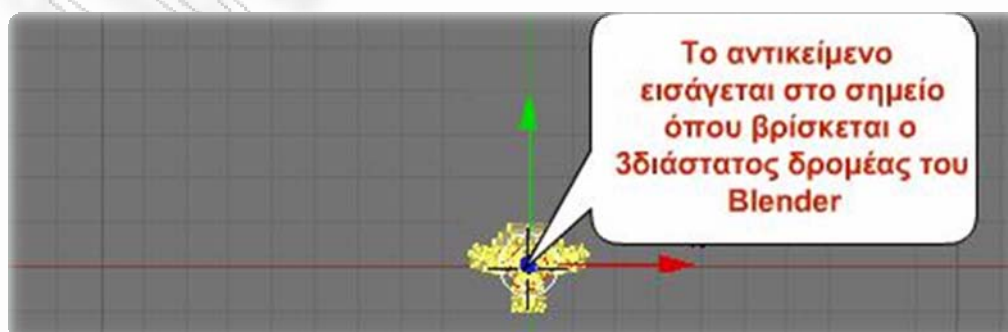 Το αντικείμενο
εισάγεται στο σημείο
όπου βρίσκεται ο
3διάστατος δρομέας του
Blender